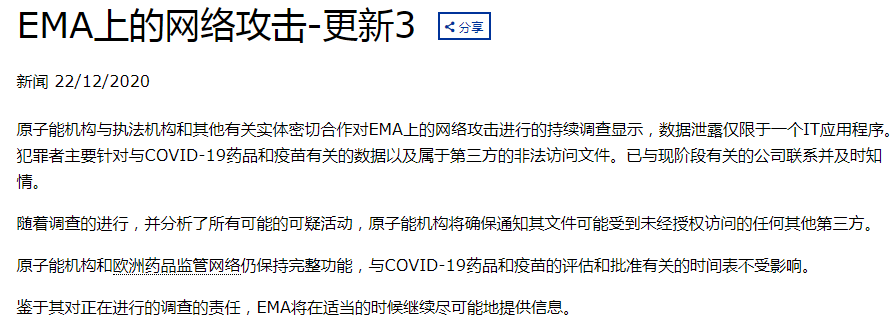 EMA上的网络攻击-更新3
分享
新闻 22/12/2020
原子能机构与执法机构和其他有关实体密切合作对EMA上的网络攻击进行的持续调查显示，数据泄露仅限于一个IT应用程序。
犯罪者主要针对与COVID-19药品和疫苗有关的数据以及属于第三方的非法访问文件。已与现阶段有关的公司联系并及时知
情。
随着调查的进行，并分析了所有可能的可疑活动，原子能机构将确保通知其文件可能受到未经授权访问的任何其他第三方。
原子能机构和欧洲药品监管网络仍保持完整功能，与COVID-19药品和疫苗的评估和批准有关的时间表不受影响。
鉴于其对正在进行的调查的责任，EMA将在适当的时候继续尽可能地提供信息。